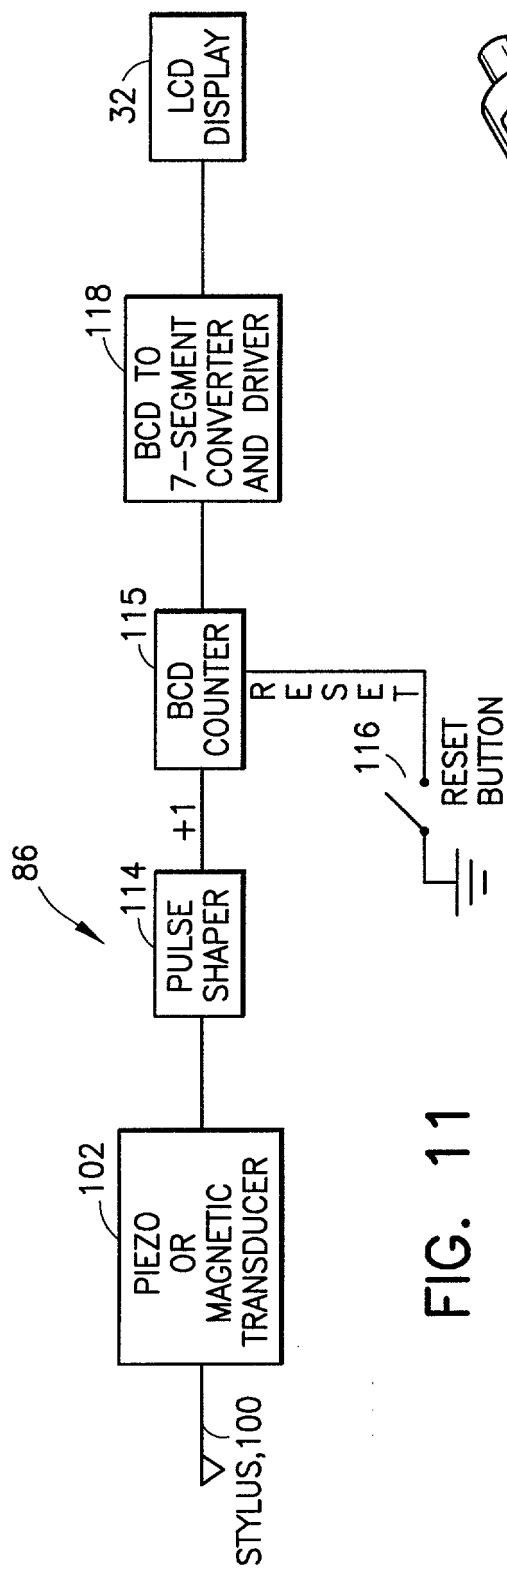 86
STYLUS,100
102
PIEZO
OR
MAGNETIC
TRANSDUCER
114
PULSE
SHAPER
+1
115
BCD
COUNTER
RESET
116
RESET
BUTTON
118
BCD TO
7-SEGMENT
CONVERTER
AND DRIVER
32
LCD
DISPLAY
FIG. 11